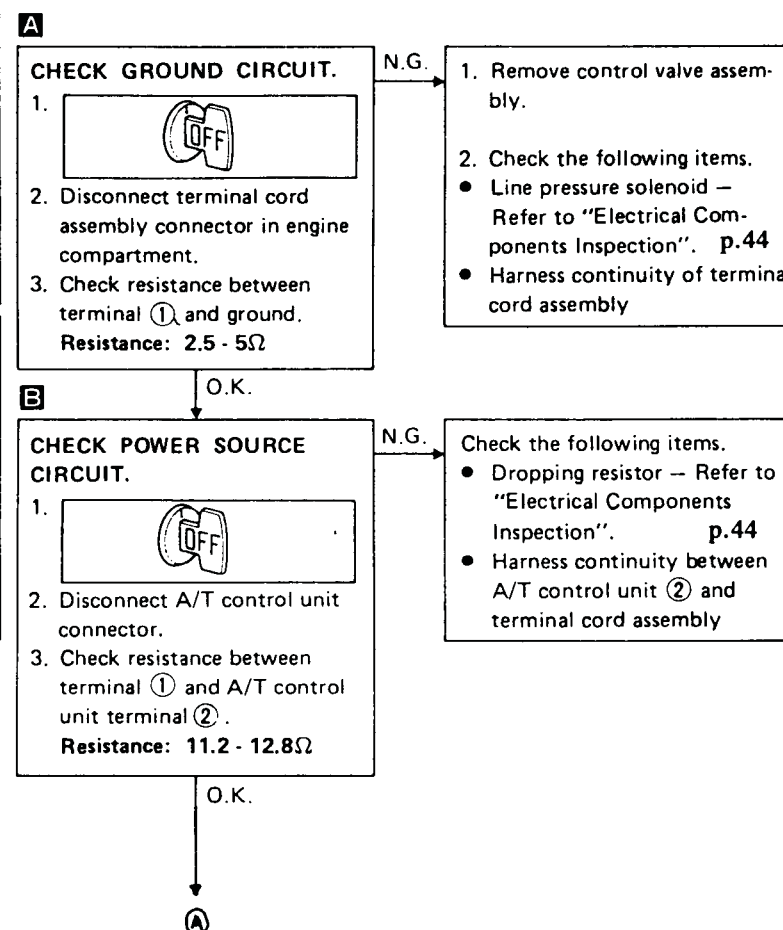 A
CHECK GROUND CIRCUIT.
1.
OFF
2. Disconnect terminal cord
assembly connector in engine
compartment.
3. Check resistance between
terminal ① and ground.
Resistance: 2.5 - 5Ω
N.G.
1. Remove control valve assem-
bly.
2. Check the following items.
● Line pressure solenoid —
Refer to "Electrical Com-
ponents Inspection". p.44
● Harness continuity of termina
cord assembly
O.K.
B
CHECK POWER SOURCE
CIRCUIT.
1.
OFF
2. Disconnect A/T control unit
connector.
3. Check resistance between
terminal ① and A/T control
unit terminal ②.
Resistance: 11.2 - 12.8Ω
N.G.
Check the following items.
● Dropping resistor — Refer to
"Electrical Components
Inspection". p.44
● Harness continuity between
A/T control unit ② and
terminal cord assembly
O.K.
Ⓐ